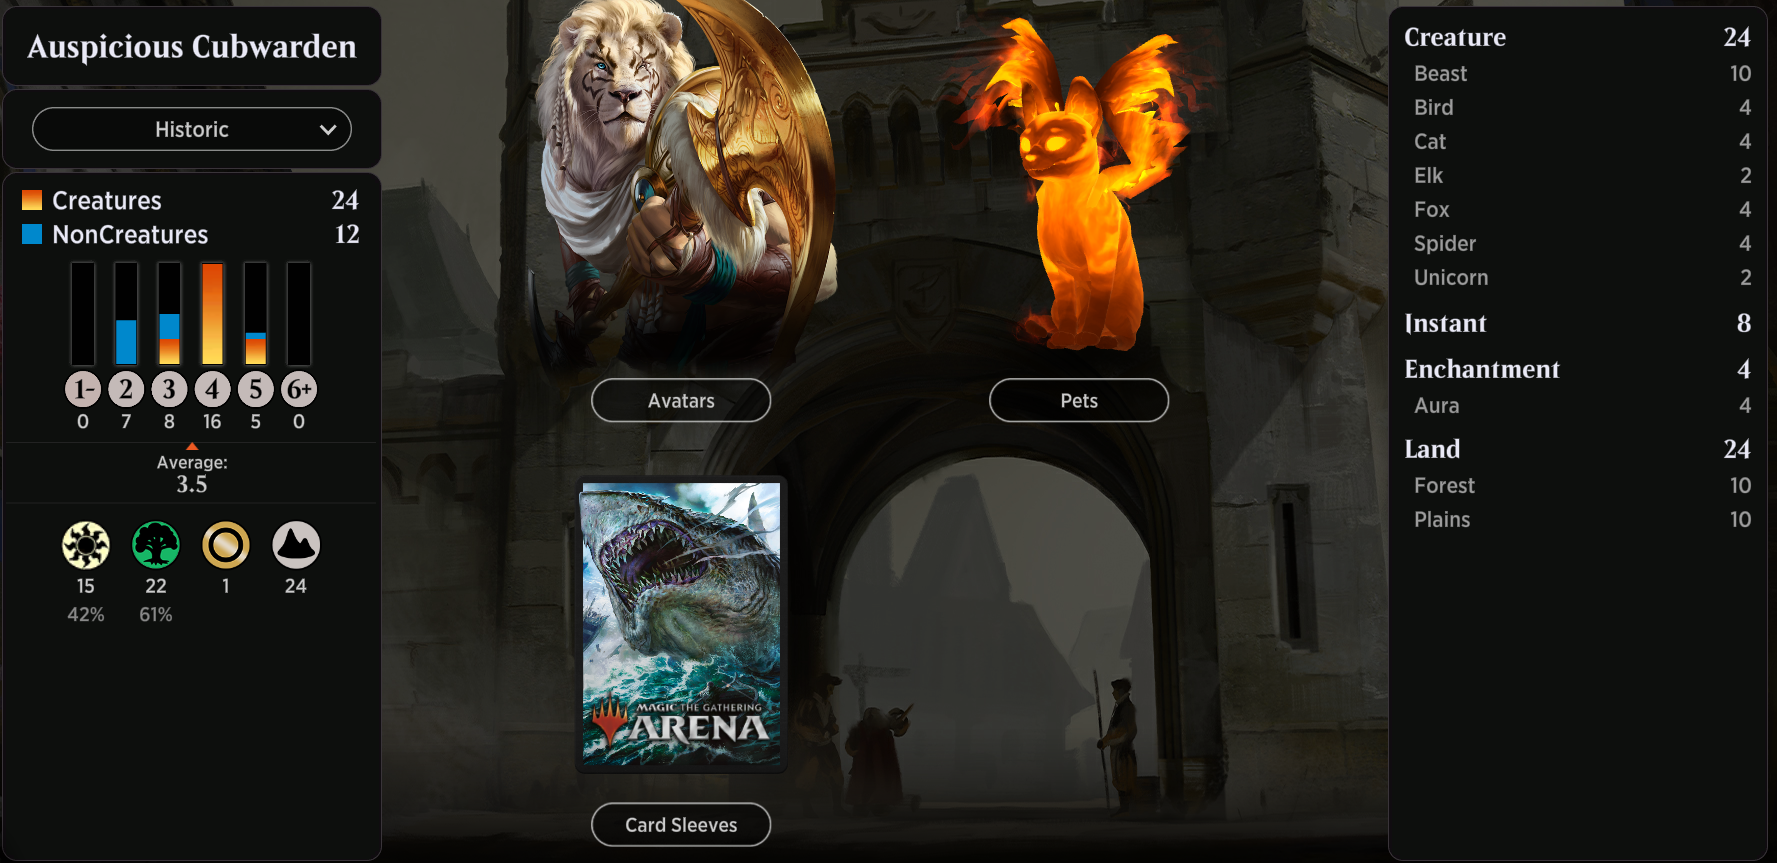 Auspicious Cubwarden
Historic
Creatures 24
NonCreatures 12
1- 2 3 4 5 6+
0 7 8 16 5 0
Average:
3.5
15 22 1 24
42% 61%
Avatars
Pets
MAGIC THE GATHERING
ARENA
Card Sleeves
Creature 24
Beast 10
Bird 4
Cat 4
Elk 2
Fox 4
Spider 4
Unicorn 2
Instant 8
Enchantment 4
Aura 4
Land 24
Forest 10
Plains 10